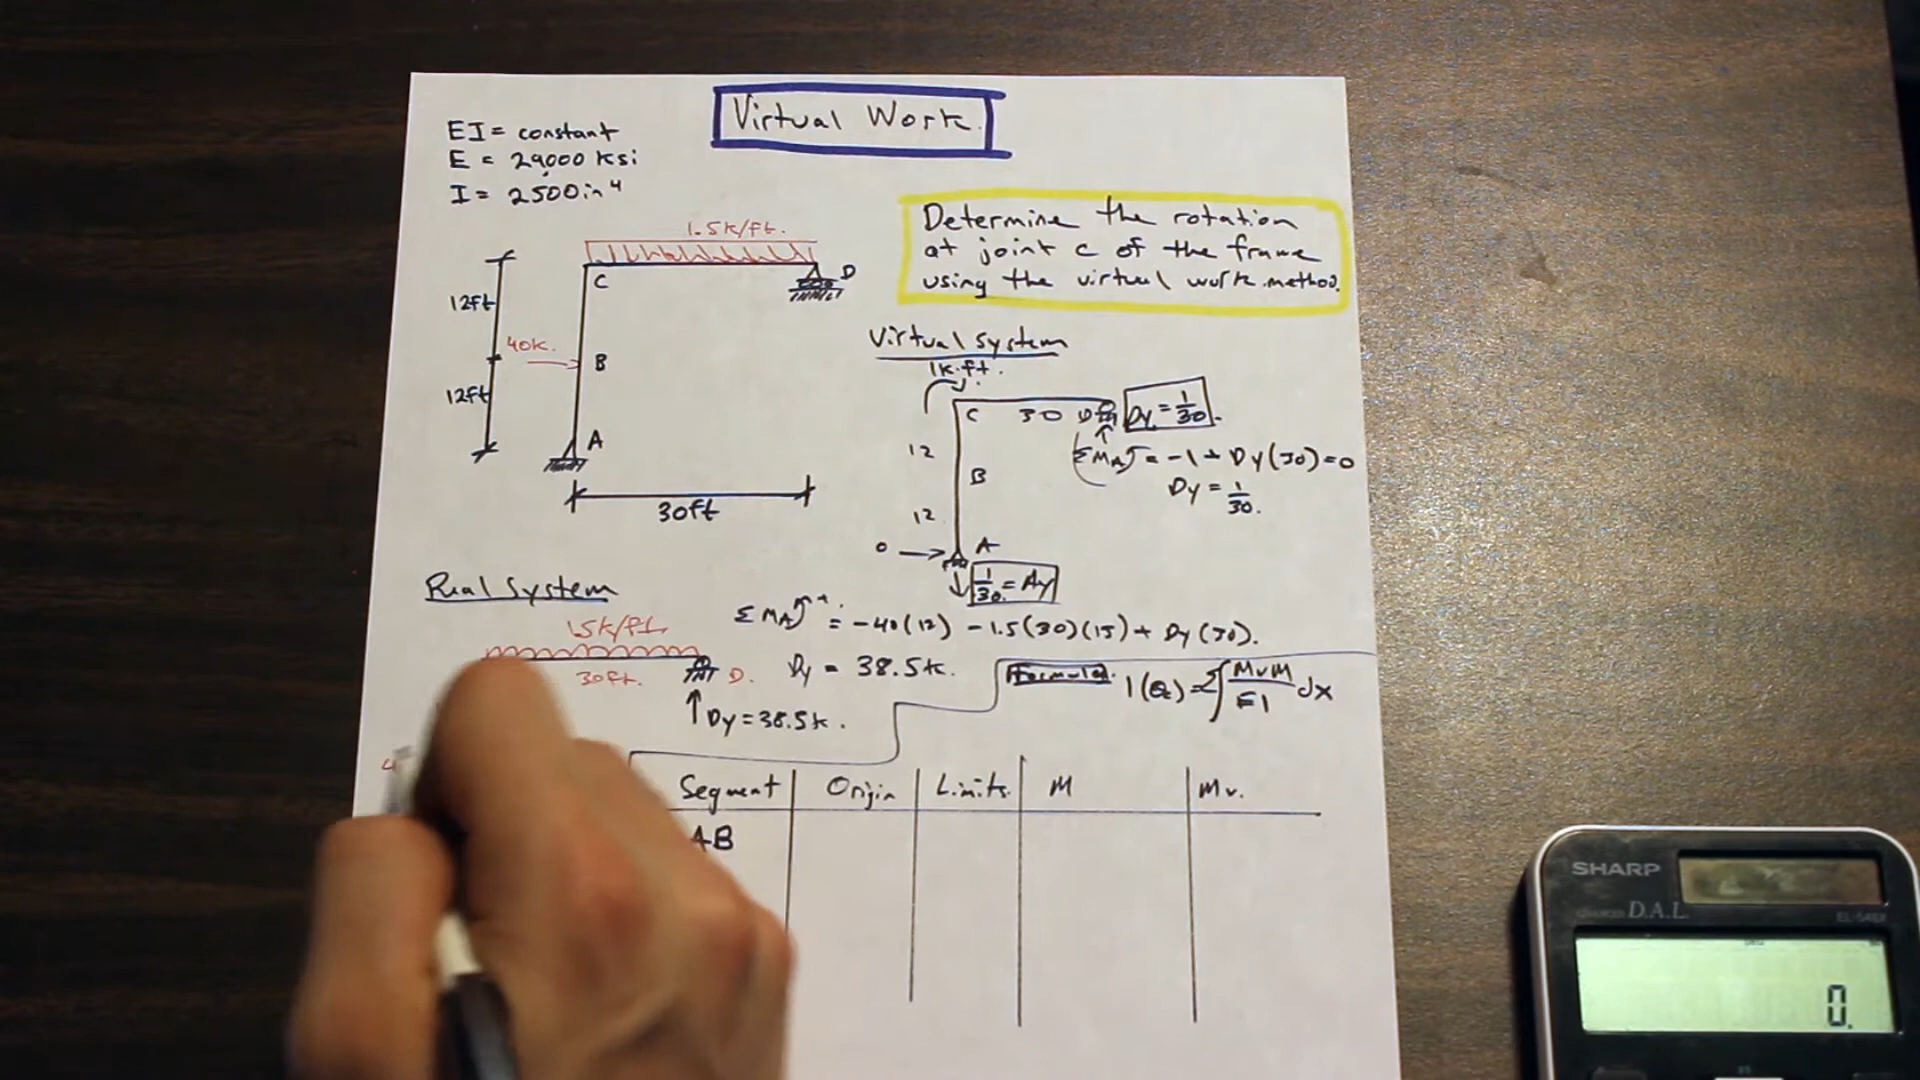 Virtual Work.
EI = constant
E = 29000 ksi
I = 2500in⁴
Determine the rotation
at joint c of the frame
using the virtual work method.
1.5k/ft.
C
D
12ft
40k.
B
12ft
A
30ft
Virtual System
1k.ft.
C 30 D
Dy = 1/30.
12
B
ΣMA = -1 + Dy(30) = 0
Dy = 1/30.
12
0 → A
1/30. = Ay
Real System
ΣMA + = -40(12) - 1.5(30)(15) + Dy(30).
1.5k/ft.
30ft. D.
Dy = 38.5k.
↑Dy = 38.5k.
Formula. 1(θc) = Σ∫ MvM/EI dx
4
Segment Origin Limits. M Mv.
AB
SHARP
D.A.L.
0.